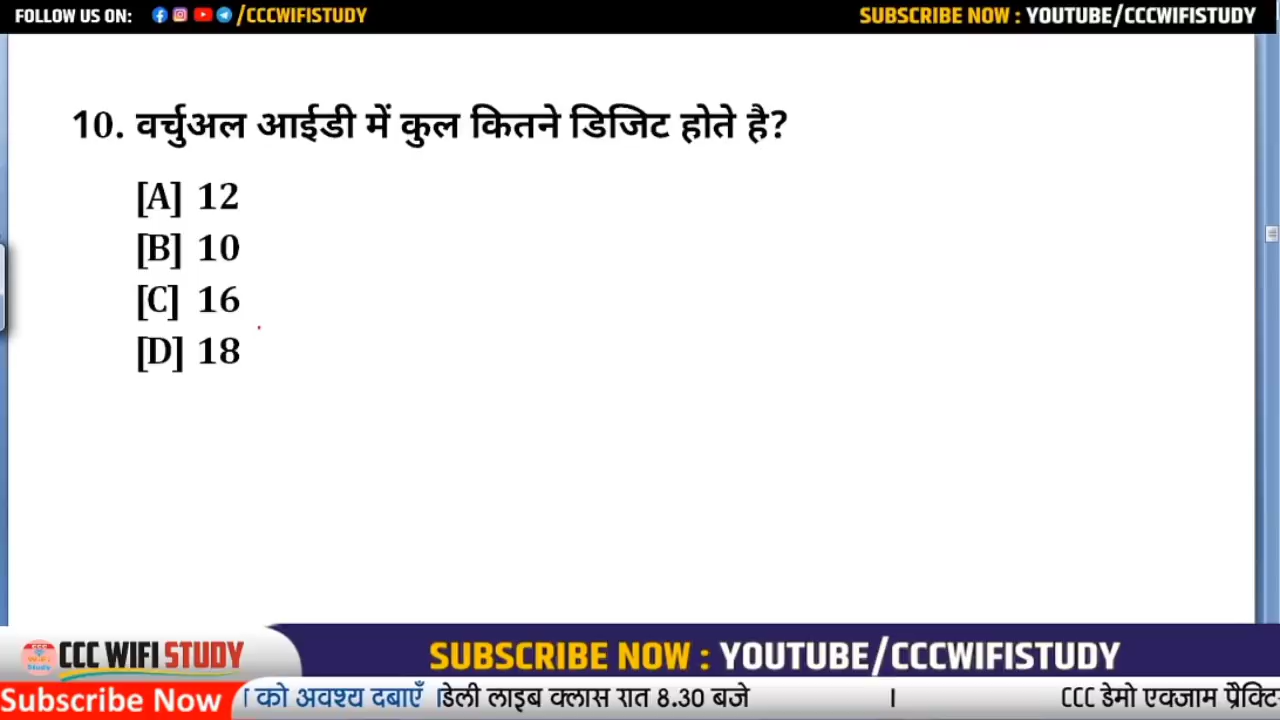 FOLLOW US ON: /CCCWIFISTUDY
SUBSCRIBE NOW : YOUTUBE/CCCWIFISTUDY
10. वर्चुअल आईडी में कुल कितने डिजिट होते है?
[A] 12
[B] 10
[C] 16
[D] 18
CCC WIFI STUDY
SUBSCRIBE NOW : YOUTUBE/CCCWIFISTUDY
Subscribe Now
को अवश्य दबाएँ ।डेली लाइब क्लास रात 8.30 बजे । CCC डेमो एक्जाम